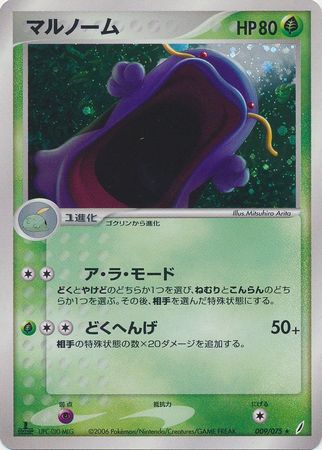 マルノーム HP80
Illus.Mitsuhiro Arita
1進化 ゴクリンから進化
ア・ラ・モード
どくとやけどのどちらか1つを選び、ねむりとこんらんのど
ちらか1つを選ぶ。その後、相手を選んだ特殊状態にする。
どくへんげ 50+
相手の特殊状態の数×20ダメージを追加する。
弱点 抵抗力 にげる
©2006 Pokémon/Nintendo/Creatures/GAME FREAK 009/075 ★